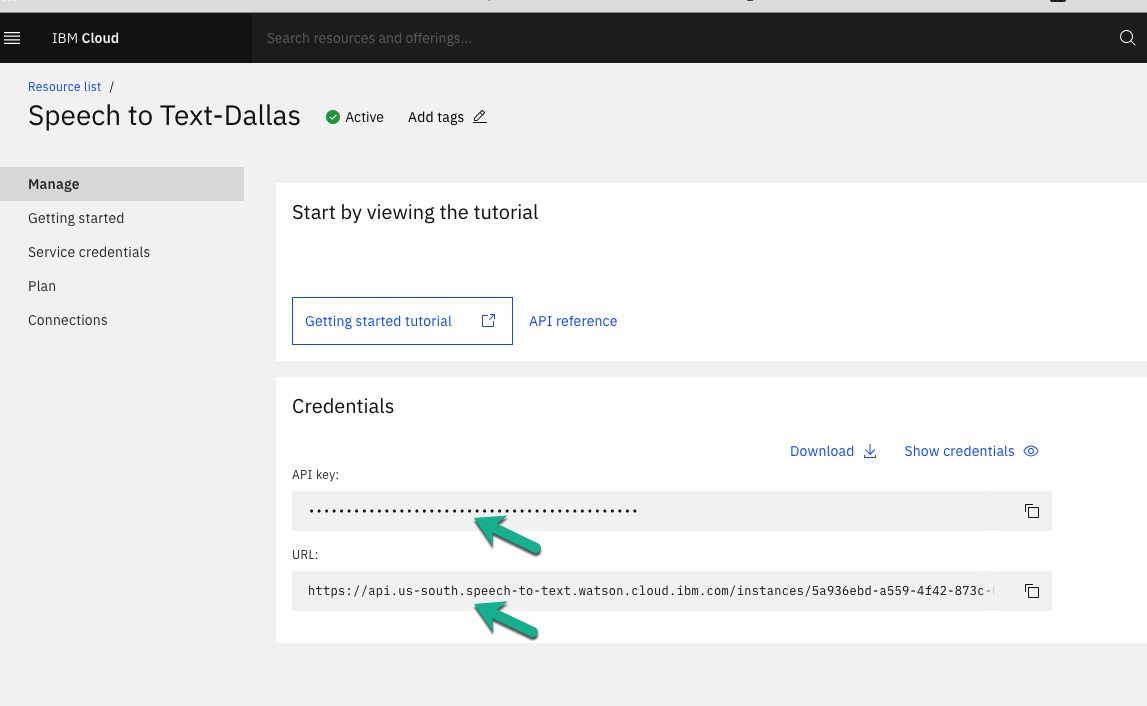 IBM Cloud
Search resources and offerings...
Resource list /
Speech to Text-Dallas
Active
Add tags
Manage
Getting started
Service credentials
Plan
Connections
Start by viewing the tutorial
Getting started tutorial
API reference
Credentials
Download
Show credentials
API key:
••••••••••••••••••••••••••••••••••••••••••••
URL:
https://api.us-south.speech-to-text.watson.cloud.ibm.com/instances/5a936ebd-a559-4f42-873c-